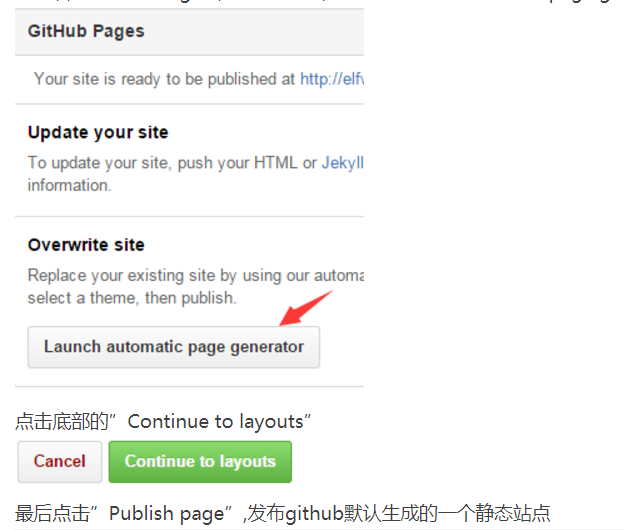 GitHub Pages
Your site is ready to be published at http://elf
Update your site
To update your site, push your HTML or Jekyll
information.
Overwrite site
Replace your existing site by using our automa
select a theme, then publish.
Launch automatic page generator
点击底部的”Continue to layouts”
Cancel Continue to layouts
最后点击”Publish page”,发布github默认生成的一个静态站点